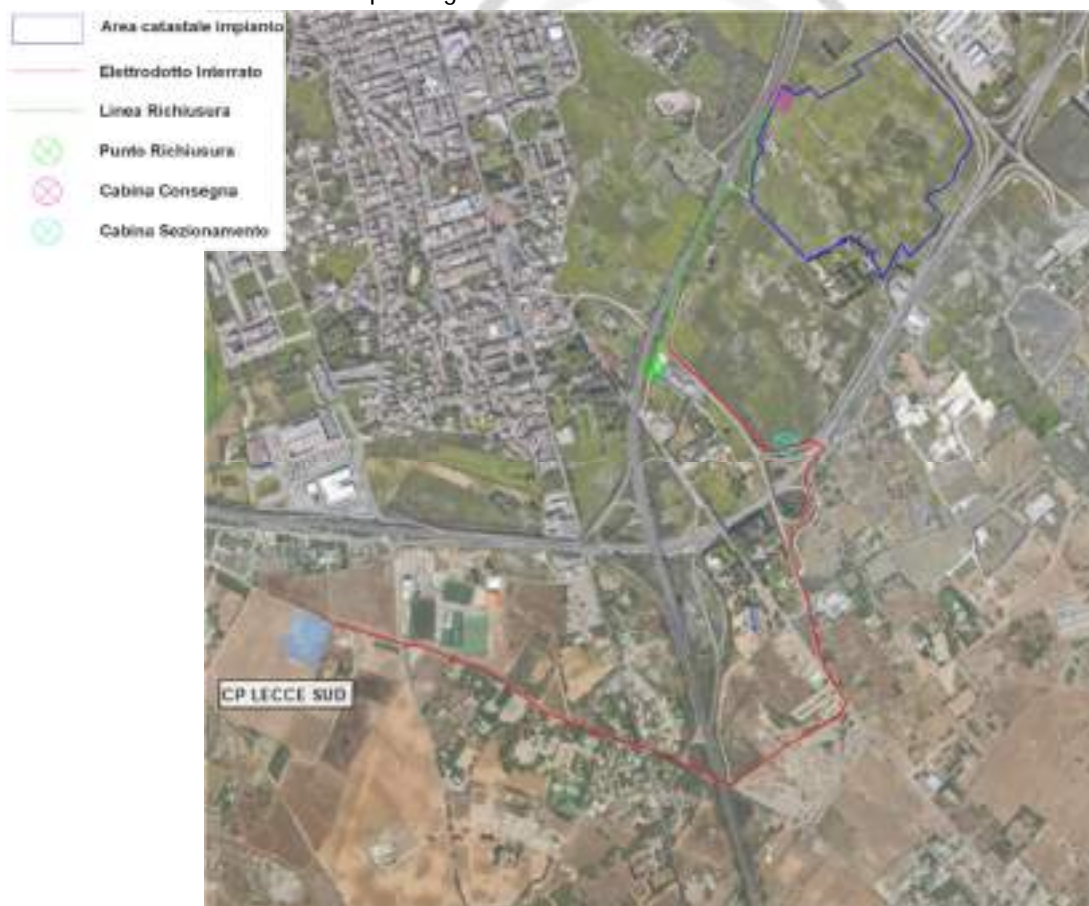 Area catastale impianto
Elettrodotto Interrato
Linea Richiusura
Punto Richiusura
Cabina Consegna
Cabina Sezionamento
CP LECCE SUD